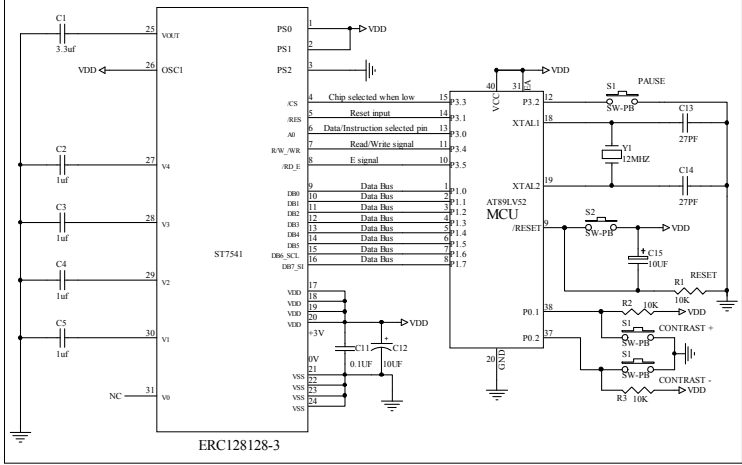 C1
3.3uf
25
VOUT
VDD
26
OSC1
C2
1uf
27
V4
C3
1uf
28
V3
C4
1uf
29
V2
C5
1uf
30
V1
NC
31
V0
ST7541
ERC128128-3
PS0
1
VDD
PS1
2
PS2
3
/CS
4
Chip selected when low
15
P3.3
/RES
5
Reset input
14
P3.1
A0
6
Data/Instruction selected pin
13
P3.0
R/W_/WR
7
Read/Write signal
11
P3.4
/RD_E
8
E signal
10
P3.5
DB0
9
Data Bus
1
P1.0
DB1
10
Data Bus
2
P1.1
DB2
11
Data Bus
3
P1.2
DB3
12
Data Bus
4
P1.3
DB4
13
Data Bus
5
P1.4
DB5
14
Data Bus
6
P1.5
DB6_SCL
15
Data Bus
7
P1.6
DB7_SI
16
Data Bus
8
P1.7
VDD
17
VDD
18
VDD
19
VDD
20
+3V
VDD
C11
0.1UF
+
C12
10UF
0V
VSS
21
VSS
22
VSS
23
VSS
24
40
VCC
31
EA
VDD
AT89LV52
MCU
20
GND
P3.2
12
S1
SW-PB
PAUSE
XTAL1
18
C13
27PF
Y1
12MHZ
XTAL2
19
C14
27PF
/RESET
9
S2
SW-PB
VDD
+
C15
10UF
R1
10K
RESET
P0.1
38
R2
10K
VDD
S1
SW-PB
CONTRAST +
P0.2
37
S1
SW-PB
CONTRAST -
R3
10K
VDD